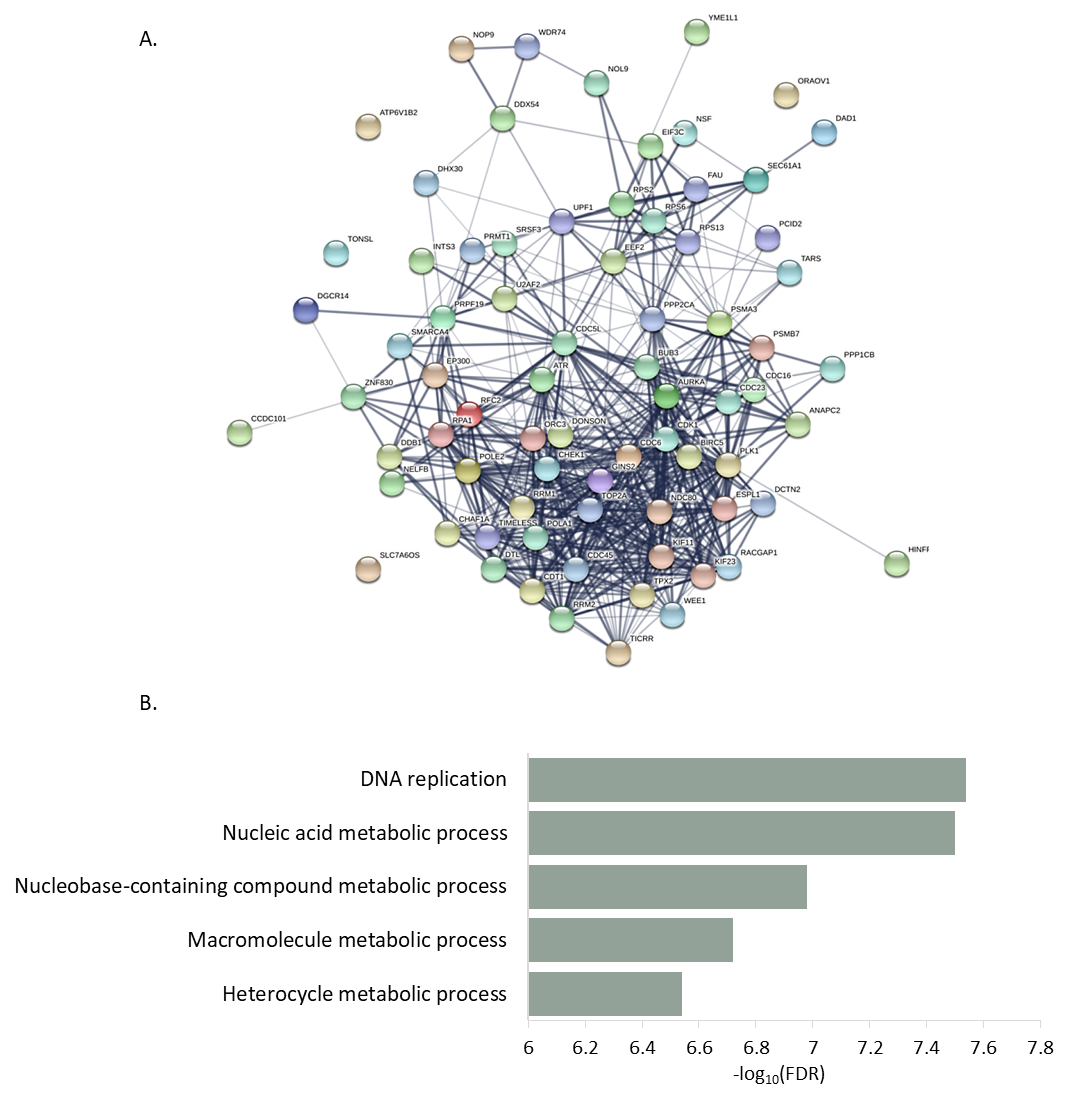 A.
YME1L1
NOP9
WDR74
NOL9
ORAOV1
DDX54
ATP6V1B2
NSF
DAD1
EIF3C
DHX30
SEC61A1
FAU
RPS2
UPF1
RPS6
PCID2
SRSF3
PRMT1
RPS13
TONSL
INTS3
EEF2
TARS
U2AF2
DGCR14
PRPF19
PPP2CA
PSMA3
CDC5L
SMARCA4
PSMB7
BUB3
PPP1CB
EP300
ATR
CDC16
AURKA
CDC23
ZNF830
RFC2
CCDC101
RPA1
ORC3
DONSON
CDK1
ANAPC2
DDB1
CDC6
BIRC5
POLE2
CHEK1
PLK1
NELFB
GINS2
DCTN2
RRM1
TOP2A
NDC80
ESPL1
CHAF1A
TIMELESS
POLA1
HINFP
SLC7A6OS
DTL
CDC45
KIF11
RACGAP1
KIF23
CDT1
TPX2
RRM2
WEE1
TICRR
B.
DNA replication
Nucleic acid metabolic process
Nucleobase-containing compound metabolic process
Macromolecule metabolic process
Heterocycle metabolic process
6 6.2 6.4 6.6 6.8 7 7.2 7.4 7.6 7.8
-log10(FDR)